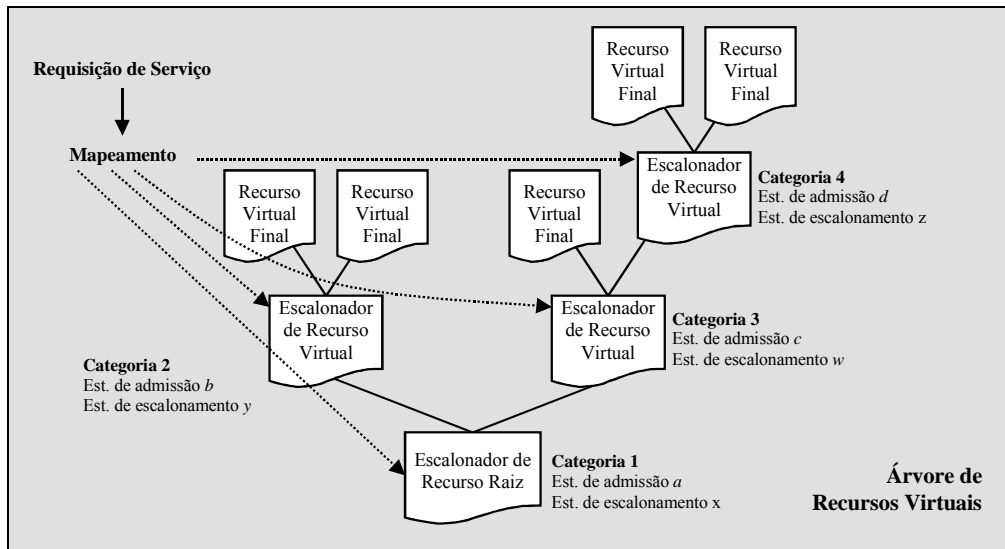 Requisição de Serviço
Mapeamento
Recurso
Virtual
Final
Recurso
Virtual
Final
Escalonador
de Recurso
Virtual
Categoria 4
Est. de admissão d
Est. de escalonamento z
Recurso
Virtual
Final
Recurso
Virtual
Final
Recurso
Virtual
Final
Escalonador
de Recurso
Virtual
Categoria 2
Est. de admissão b
Est. de escalonamento y
Escalonador
de Recurso
Virtual
Categoria 3
Est. de admissão c
Est. de escalonamento w
Escalonador de
Recurso Raiz
Categoria 1
Est. de admissão a
Est. de escalonamento x
Árvore de
Recursos Virtuais